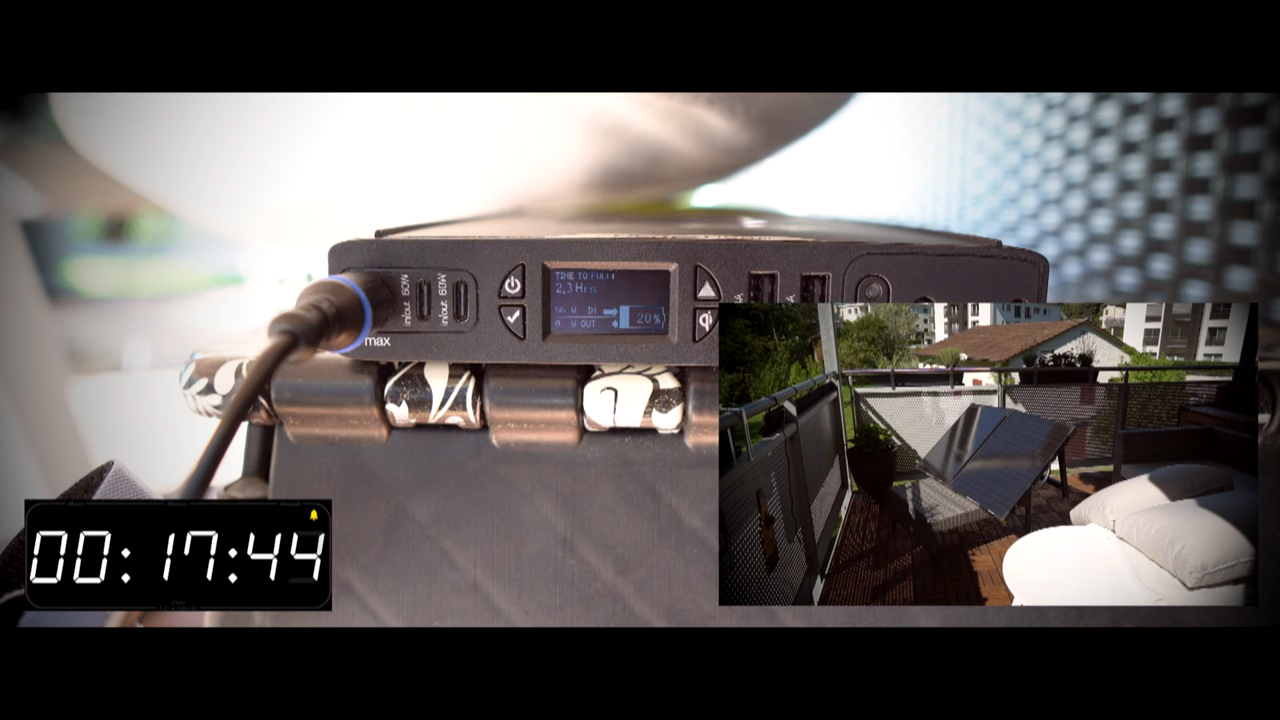 in/out 60W
in/out 60W
max
TIME TO FULL:
2.3 Hrs
W IN
W OUT
20%
qi
00:17:44